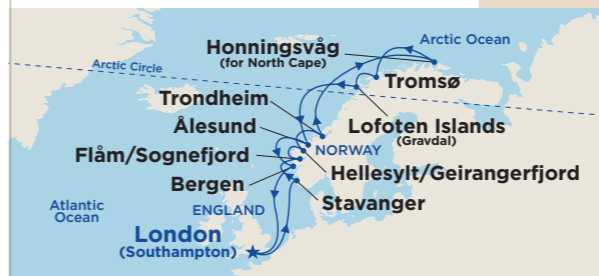 Honningsvåg
(for North Cape)
Arctic Ocean
Arctic Circle
Tromsø
Trondheim
Lofoten Islands
(Gravdal)
Ålesund
NORWAY
Flåm/Sognefjord
Hellesylt/Geirangerfjord
Bergen
Stavanger
Atlantic
Ocean
ENGLAND
London
(Southampton)